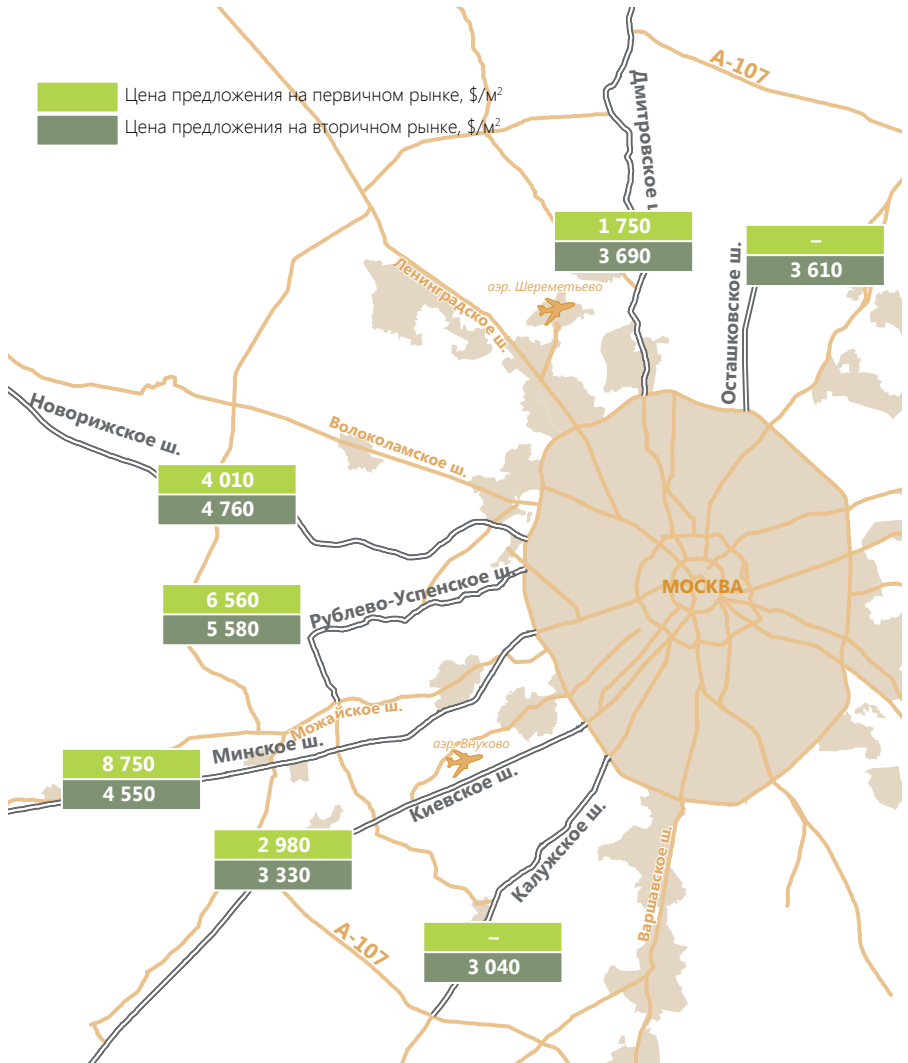 А-107
Цена предложения на первичном рынке, $/м²
Цена предложения на вторичном рынке, $/м²
Дмитровское ш.
1 750
3 690
–
3 610
Осташковское ш.
Ленинградское ш.
аэр. Шереметьево
Новорижское ш.
Волоколамское ш.
4 010
4 760
МОСКВА
6 560
5 580
Рублево-Успенское ш.
Можайское ш.
Минское ш.
аэр. Внуково
8 750
4 550
Киевское ш.
2 980
3 330
Калужское ш.
Варшавское ш.
А-107
–
3 040